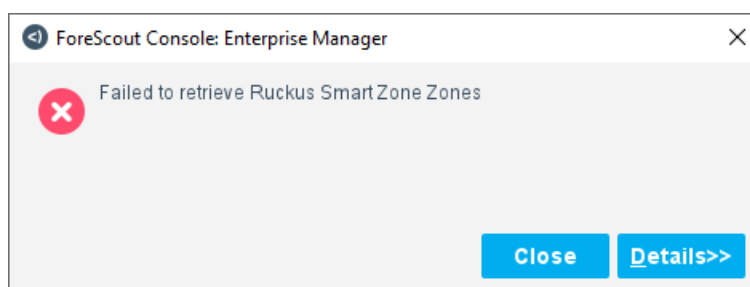 ForeScout Console: Enterprise Manager
Failed to retrieve Ruckus Smart Zone Zones
Close
Details>>